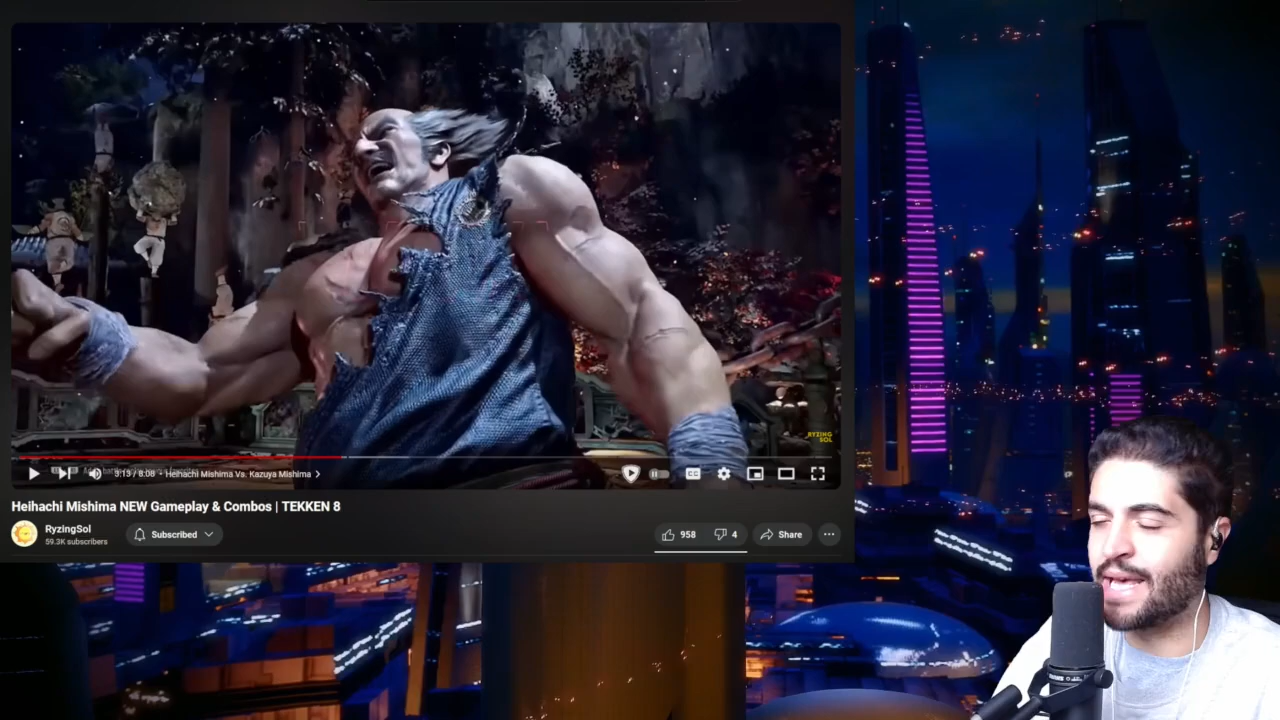 RYZING
SOL
3:13 / 8:08 • Heihachi Mishima Vs. Kazuya Mishima
CC
Heihachi Mishima NEW Gameplay & Combos | TEKKEN 8
RyzingSol
59.3K subscribers
Subscribed
958
4
Share